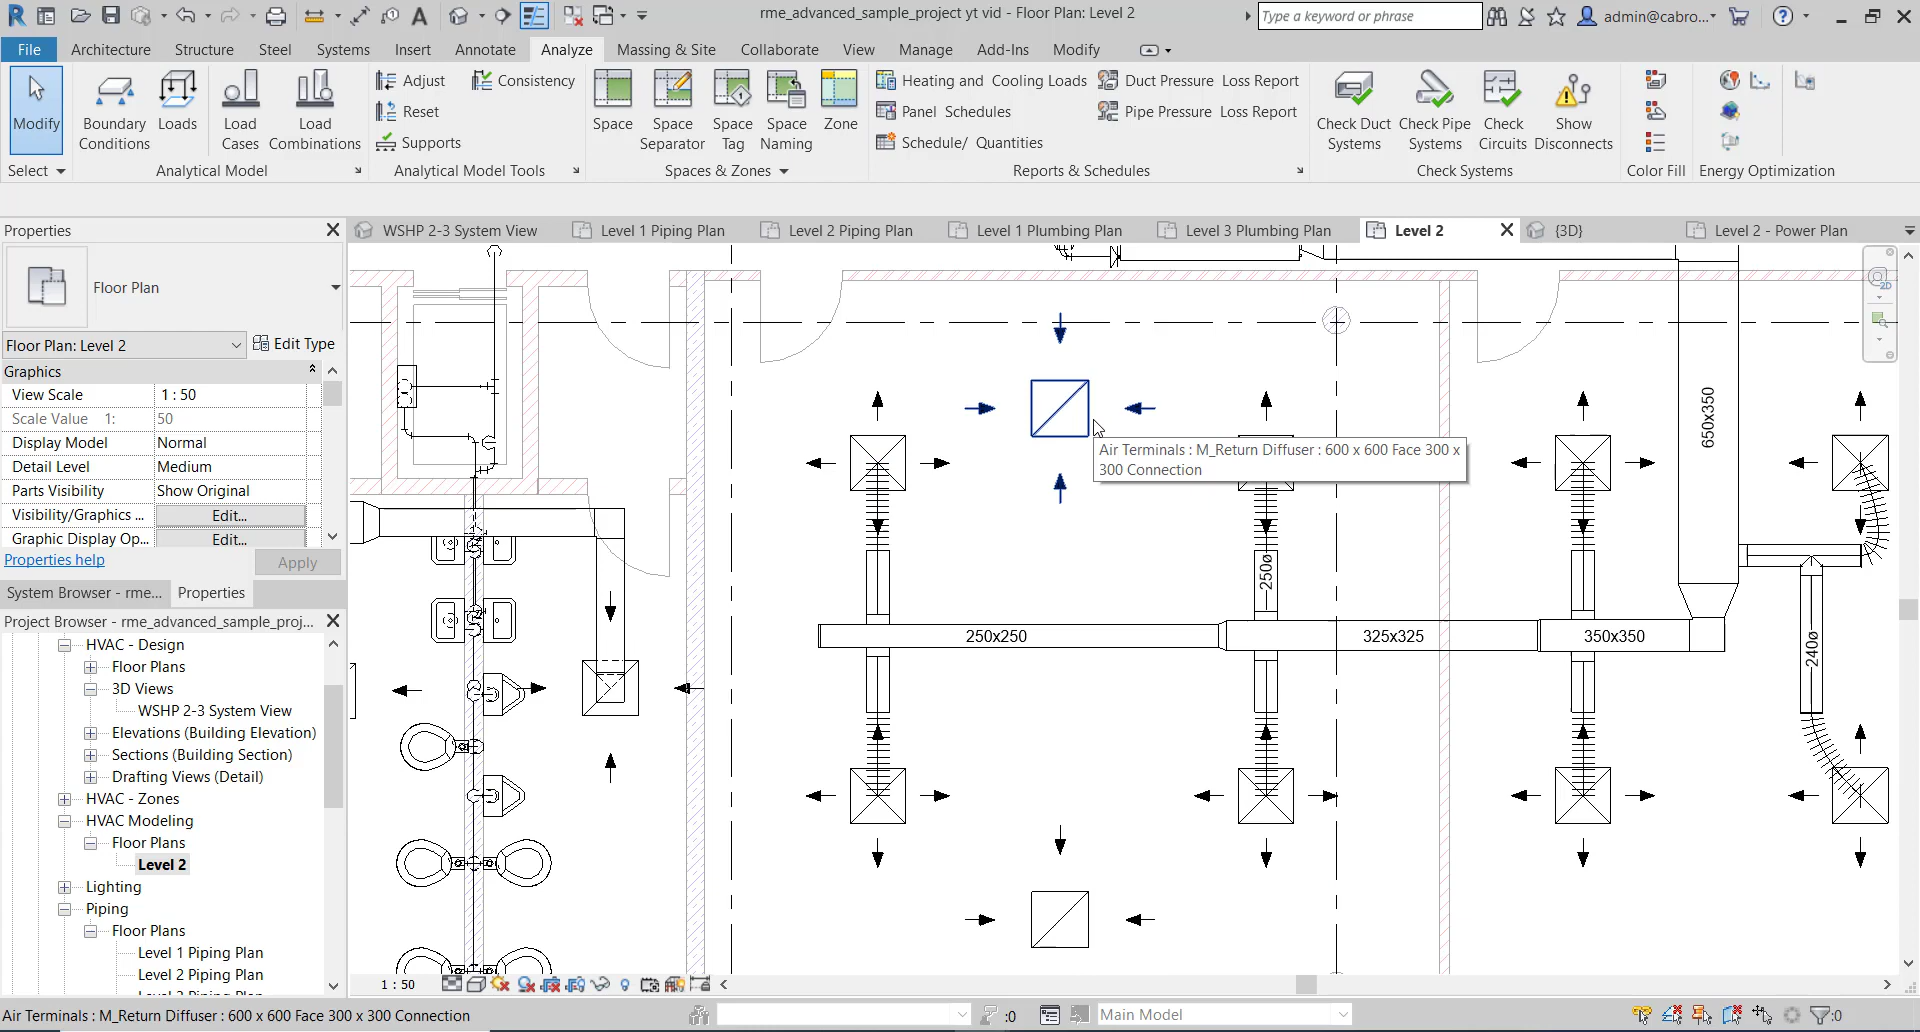 rme_advanced_sample_project yt vid - Floor Plan: Level 2
Type a keyword or phrase
admin@cabro...
File
Architecture
Structure
Steel
Systems
Insert
Annotate
Analyze
Massing & Site
Collaborate
View
Manage
Add-Ins
Modify
Modify
Boundary
Conditions
Loads
Load
Cases
Load
Combinations
Adjust
Reset
Supports
Consistency
Space
Space
Separator
Space
Tag
Space
Naming
Zone
Heating and Cooling Loads
Panel Schedules
Schedule/ Quantities
Duct Pressure Loss Report
Pipe Pressure Loss Report
Check Duct
Systems
Check Pipe
Systems
Check
Circuits
Show
Disconnects
Select
Analytical Model
Analytical Model Tools
Spaces & Zones
Reports & Schedules
Check Systems
Color Fill
Energy Optimization
Properties
WSHP 2-3 System View
Level 1 Piping Plan
Level 2 Piping Plan
Level 1 Plumbing Plan
Level 3 Plumbing Plan
Level 2
{3D}
Level 2 - Power Plan
Floor Plan
Floor Plan: Level 2
Edit Type
Graphics
View Scale 1 : 50
Scale Value 1: 50
Display Model Normal
Detail Level Medium
Parts Visibility Show Original
Visibility/Graphics ... Edit...
Graphic Display Op... Edit...
Properties help
Apply
System Browser - rme...
Properties
Project Browser - rme_advanced_sample_proj...
HVAC - Design
Floor Plans
3D Views
WSHP 2-3 System View
Elevations (Building Elevation)
Sections (Building Section)
Drafting Views (Detail)
HVAC - Zones
HVAC Modeling
Floor Plans
Level 2
Lighting
Piping
Floor Plans
Level 1 Piping Plan
Level 2 Piping Plan
2D
650x350
Air Terminals : M_Return Diffuser : 600 x 600 Face 300 x
300 Connection
250ø
250x250
325x325
350x350
240ø
1 : 50
Air Terminals : M_Return Diffuser : 600 x 600 Face 300 x 300 Connection
:0
Main Model
:0